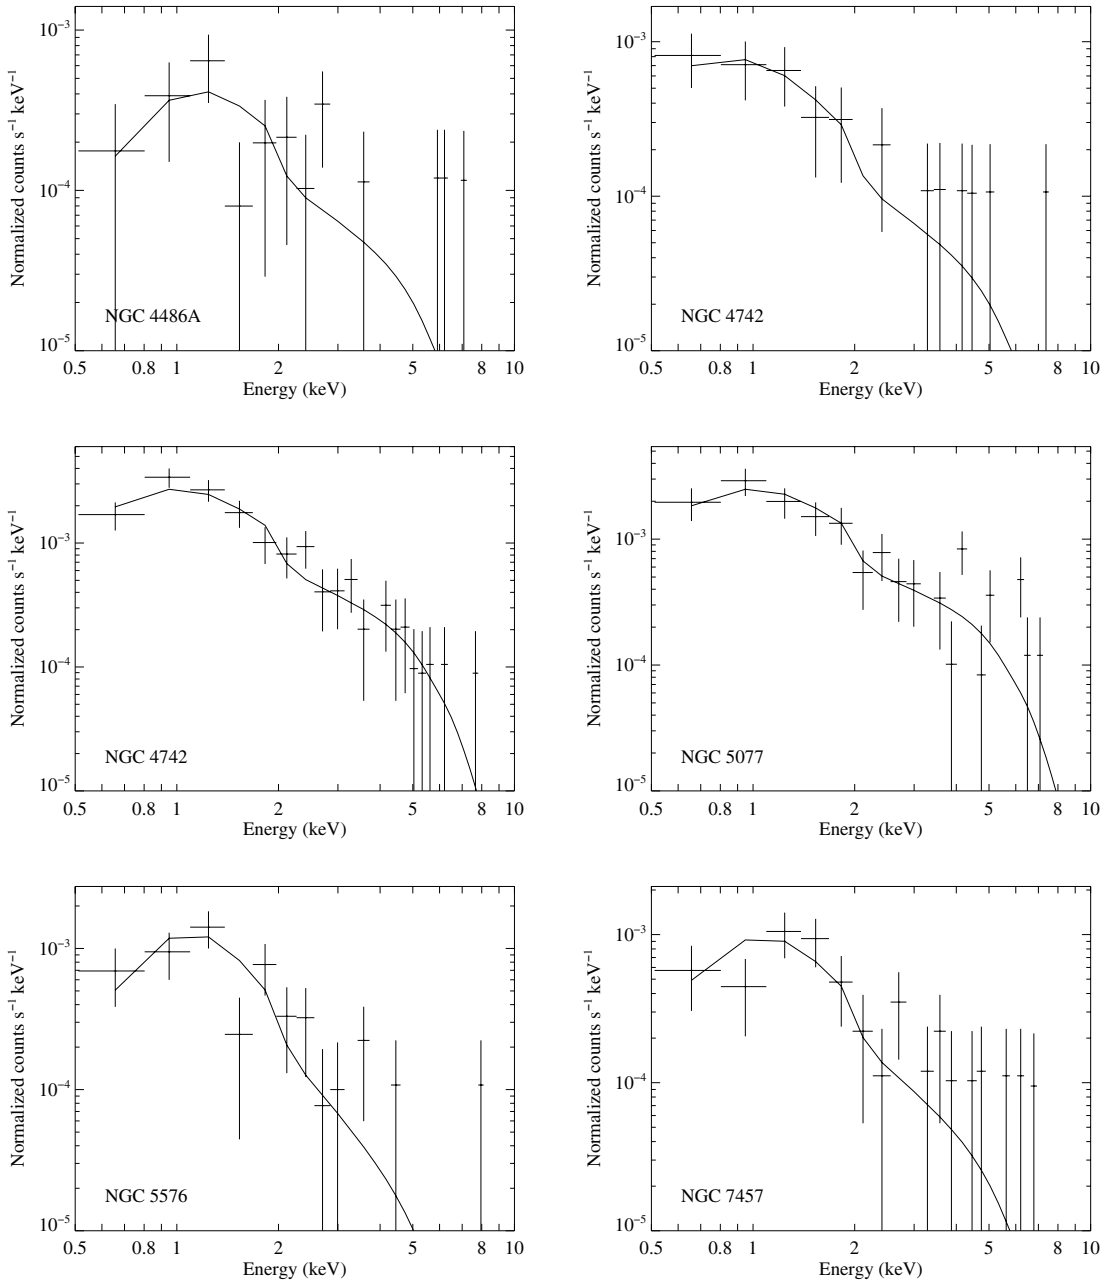 10⁻³
10⁻⁴
10⁻⁵
Normalized counts s⁻¹ keV⁻¹
NGC 4486A
0.5 0.8 1 2 5 8 10
Energy (keV)
10⁻³
10⁻⁴
10⁻⁵
Normalized counts s⁻¹ keV⁻¹
NGC 4742
0.5 0.8 1 2 5 8 10
Energy (keV)
10⁻³
10⁻⁴
10⁻⁵
Normalized counts s⁻¹ keV⁻¹
NGC 4742
0.5 0.8 1 2 5 8 10
Energy (keV)
10⁻³
10⁻⁴
10⁻⁵
Normalized counts s⁻¹ keV⁻¹
NGC 5077
0.5 0.8 1 2 5 8 10
Energy (keV)
10⁻³
10⁻⁴
10⁻⁵
Normalized counts s⁻¹ keV⁻¹
NGC 5576
0.5 0.8 1 2 5 8 10
Energy (keV)
10⁻³
10⁻⁴
10⁻⁵
Normalized counts s⁻¹ keV⁻¹
NGC 7457
0.5 0.8 1 2 5 8 10
Energy (keV)